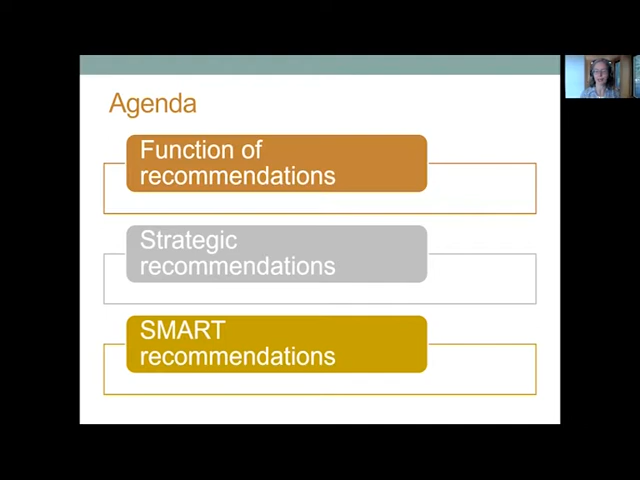 Agenda
Function of
recommendations
Strategic
recommendations
SMART
recommendations